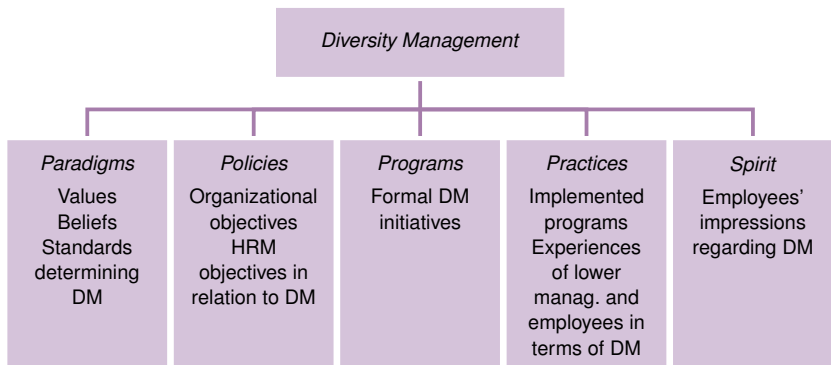 Diversity Management
Paradigms
Values
Beliefs
Standards
determining
DM
Policies
Organizational
objectives
HRM
objectives in
relation to DM
Programs
Formal DM
initiatives
Practices
Implemented
programs
Experiences
of lower
manag. and
employees in
terms of DM
Spirit
Employees’
impressions
regarding DM